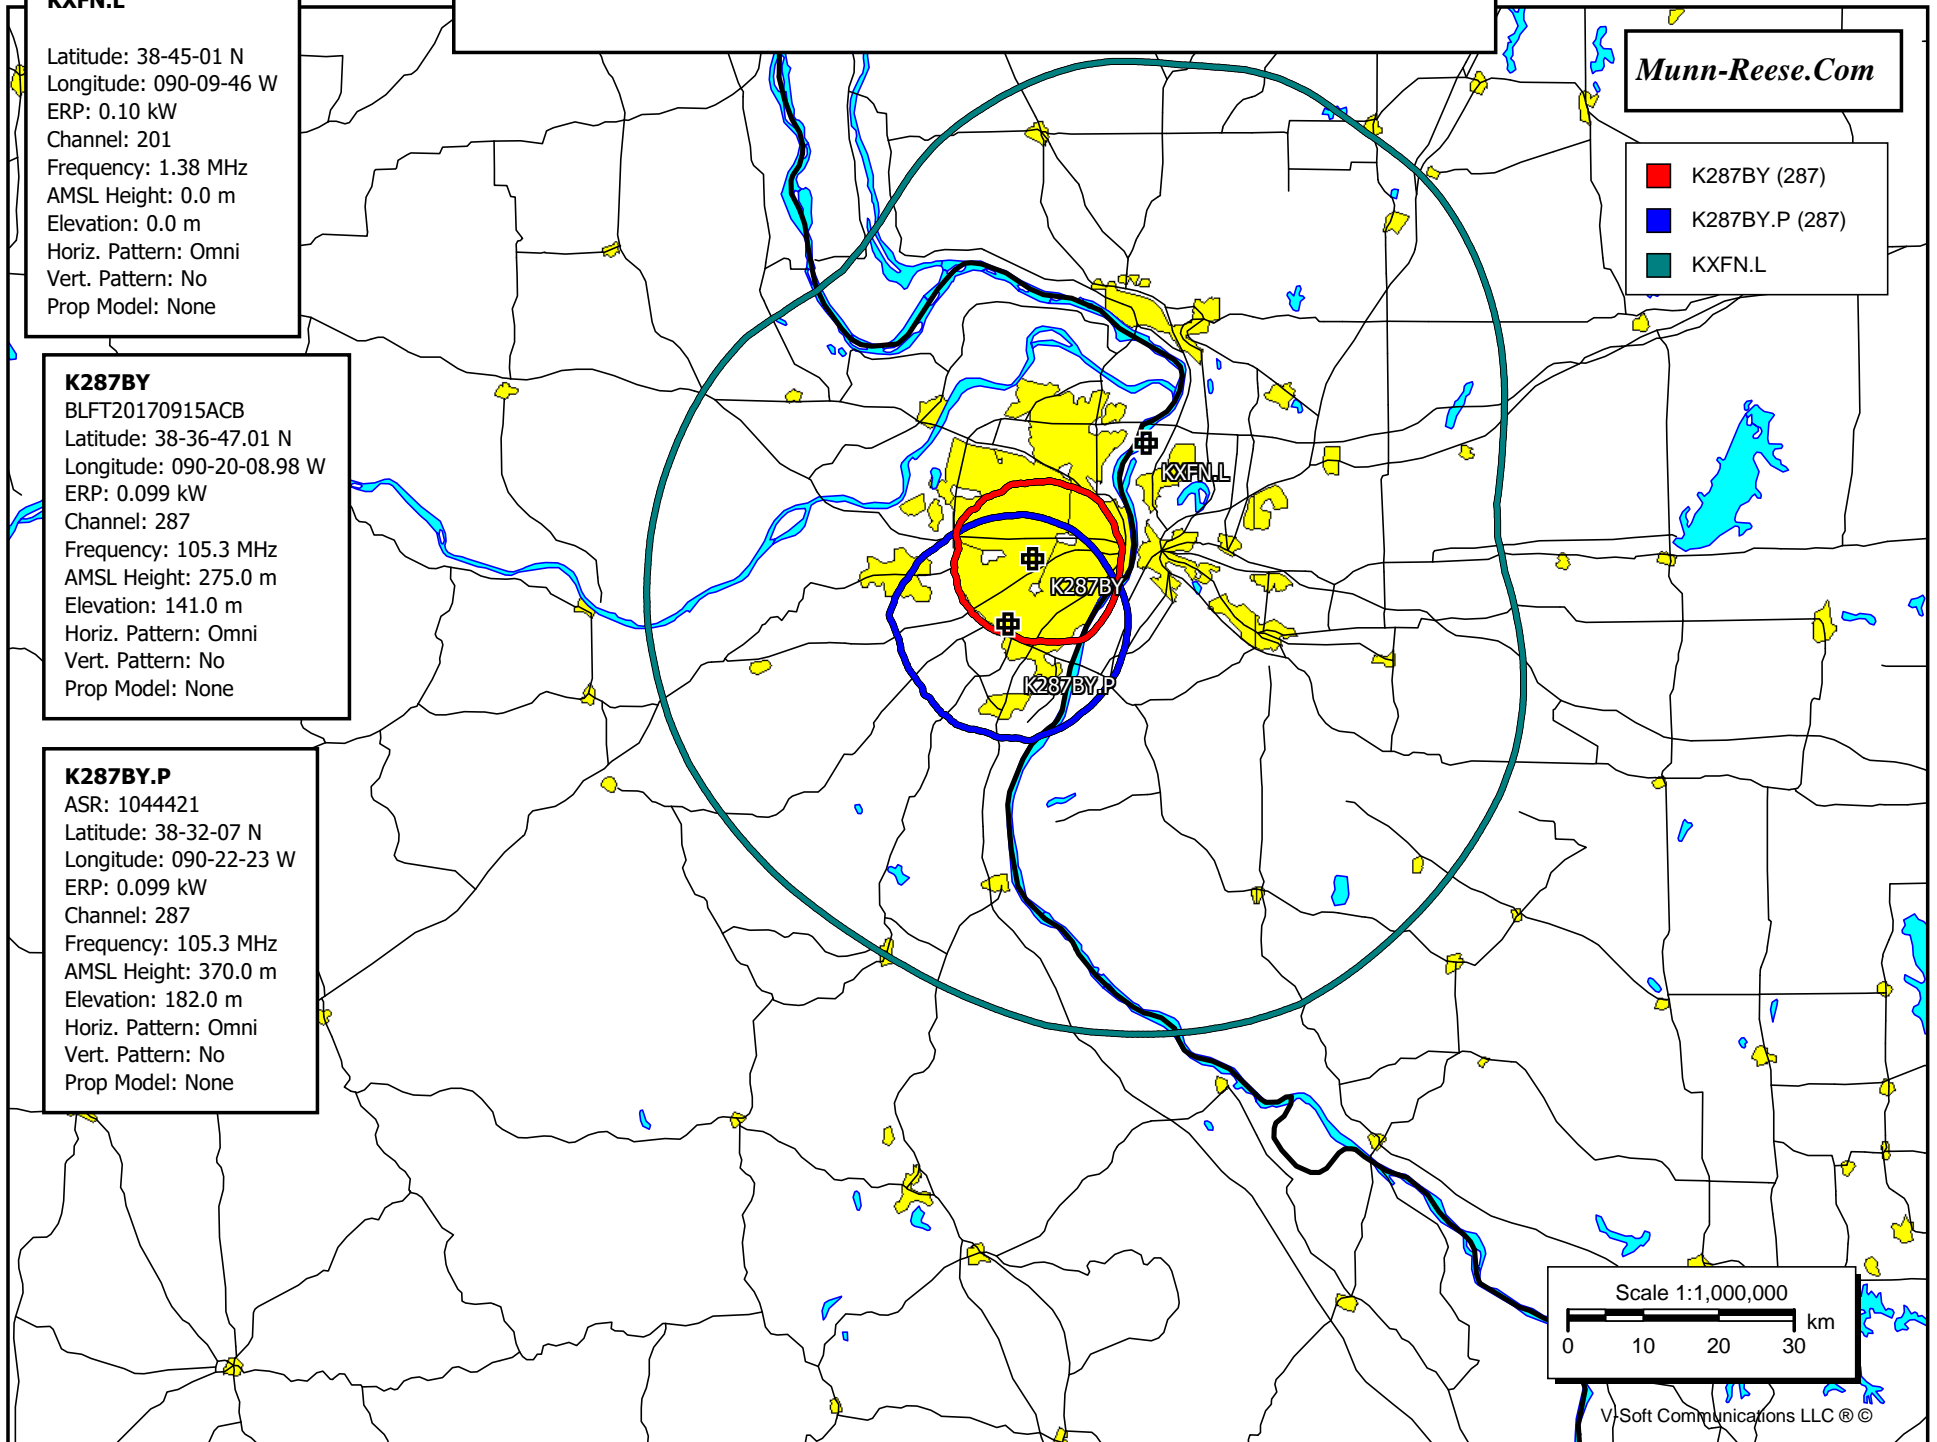 KXFN.L
Latitude: 38-45-01 N
Longitude: 090-09-46 W
ERP: 0.10 kW
Channel: 201
Frequency: 1.38 MHz
AMSL Height: 0.0 m
Elevation: 0.0 m
Horiz. Pattern: Omni
Vert. Pattern: No
Prop Model: None
K287BY
BLFT20170915ACB
Latitude: 38-36-47.01 N
Longitude: 090-20-08.98 W
ERP: 0.099 kW
Channel: 287
Frequency: 105.3 MHz
AMSL Height: 275.0 m
Elevation: 141.0 m
Horiz. Pattern: Omni
Vert. Pattern: No
Prop Model: None
K287BY.P
ASR: 1044421
Latitude: 38-32-07 N
Longitude: 090-22-23 W
ERP: 0.099 kW
Channel: 287
Frequency: 105.3 MHz
AMSL Height: 370.0 m
Elevation: 182.0 m
Horiz. Pattern: Omni
Vert. Pattern: No
Prop Model: None
Munn-Reese.Com
K287BY (287)
K287BY.P (287)
KXFN.L
KXFN.L
K287BY
K287BY.P
Scale 1:1,000,000
km
0 10 20 30
V-Soft Communications LLC ® ©